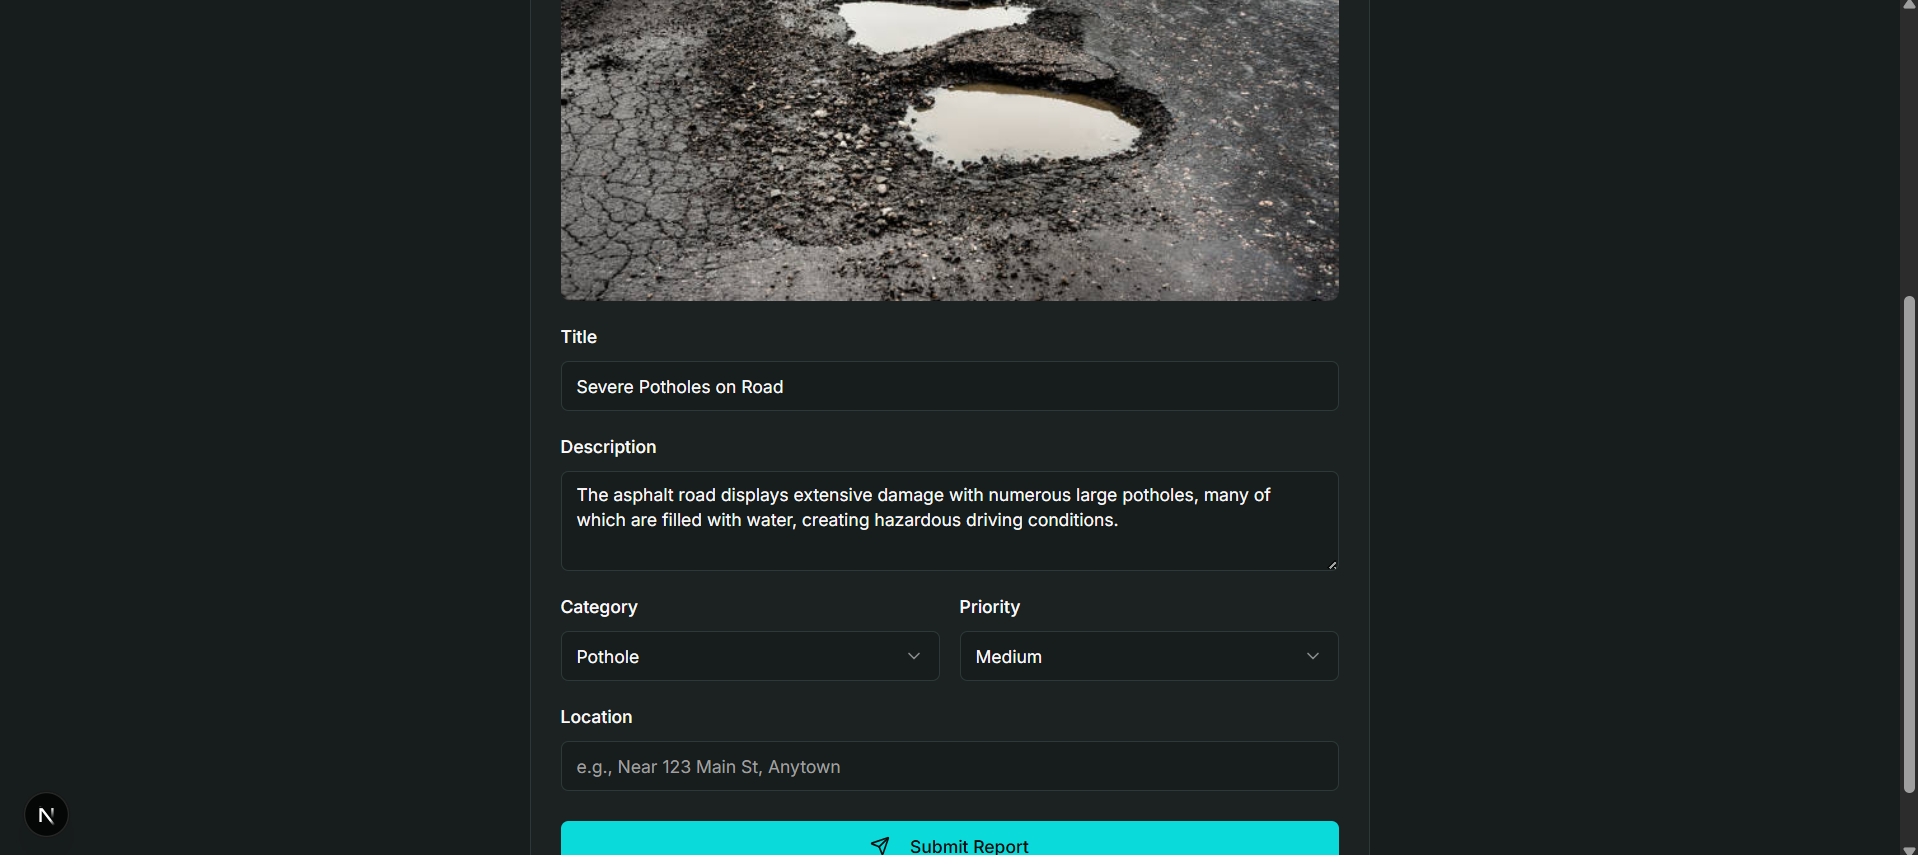 Title
Severe Potholes on Road
Description
The asphalt road displays extensive damage with numerous large potholes, many of
which are filled with water, creating hazardous driving conditions.
Category
Priority
Pothole
Medium
Location
e.g., Near 123 Main St, Anytown
N
Submit Report